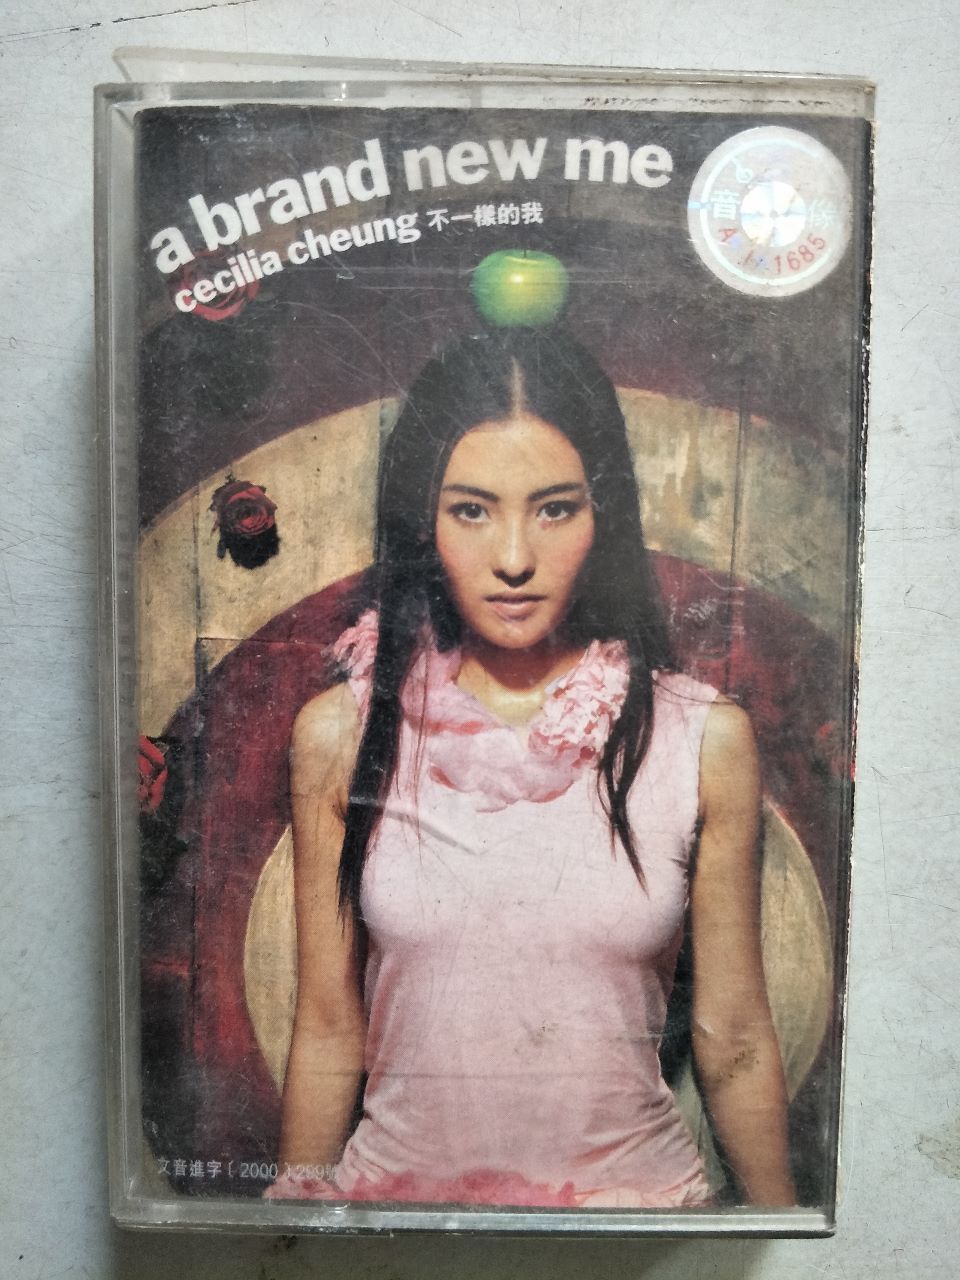 a brand new me
cecilia cheung 不一樣的我
音 像
A 1685
文音進字(2000)299號